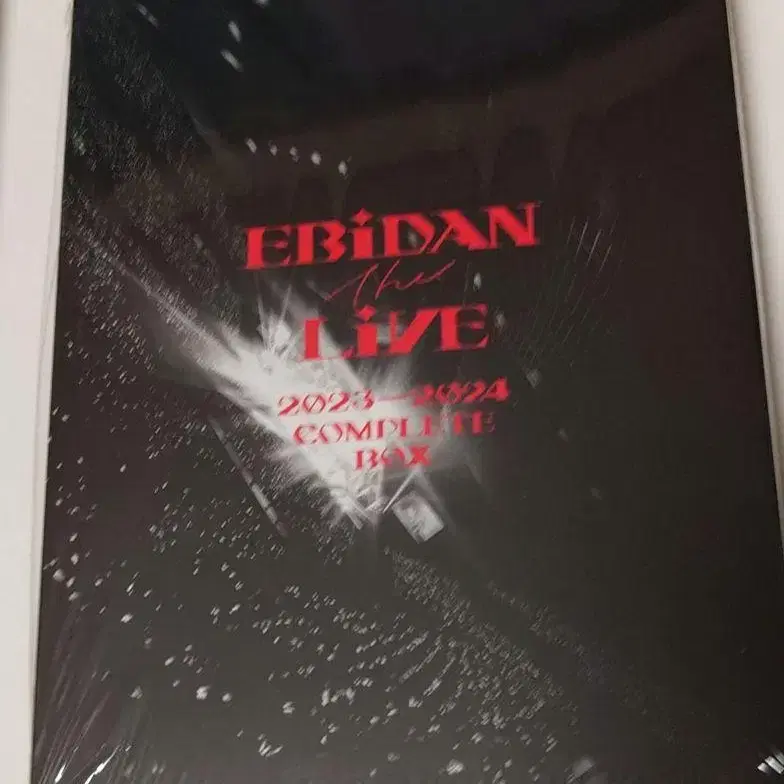 EBiDAN
the
LiVE
2023—2024
COMPLETE
BOX